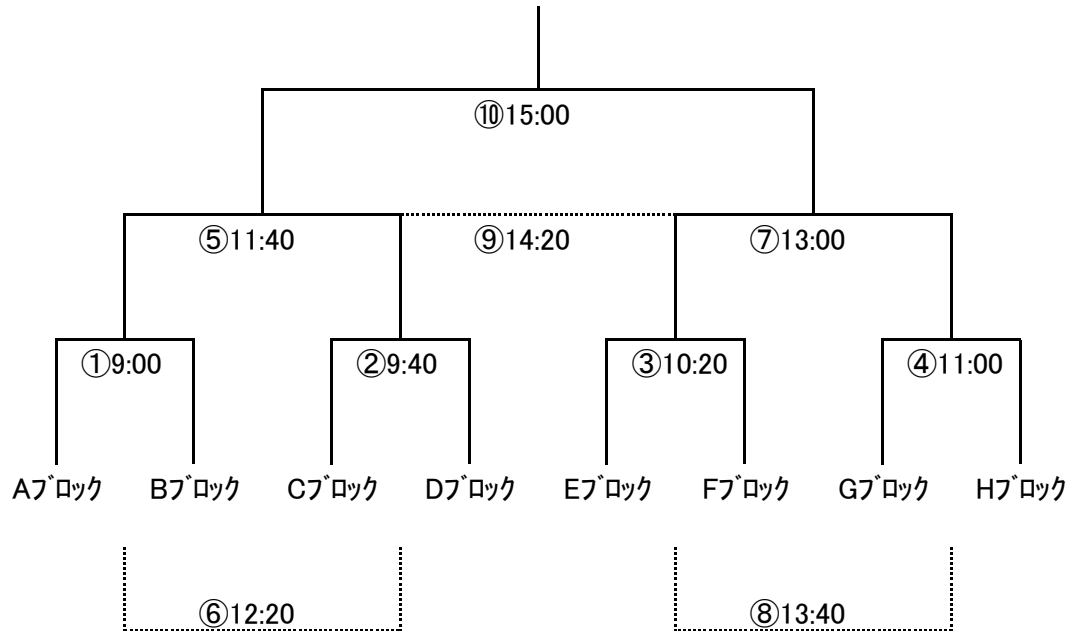 ⑩15:00
⑤11:40 ⑨14:20 ⑦13:00
①9:00 ②9:40 ③10:20 ④11:00
Aﾌﾞﾛｯｸ Bﾌﾞﾛｯｸ Cﾌﾞﾛｯｸ Dﾌﾞﾛｯｸ Eﾌﾞﾛｯｸ Fﾌﾞﾛｯｸ Gﾌﾞﾛｯｸ Hﾌﾞﾛｯｸ
⑥12:20 ⑧13:40